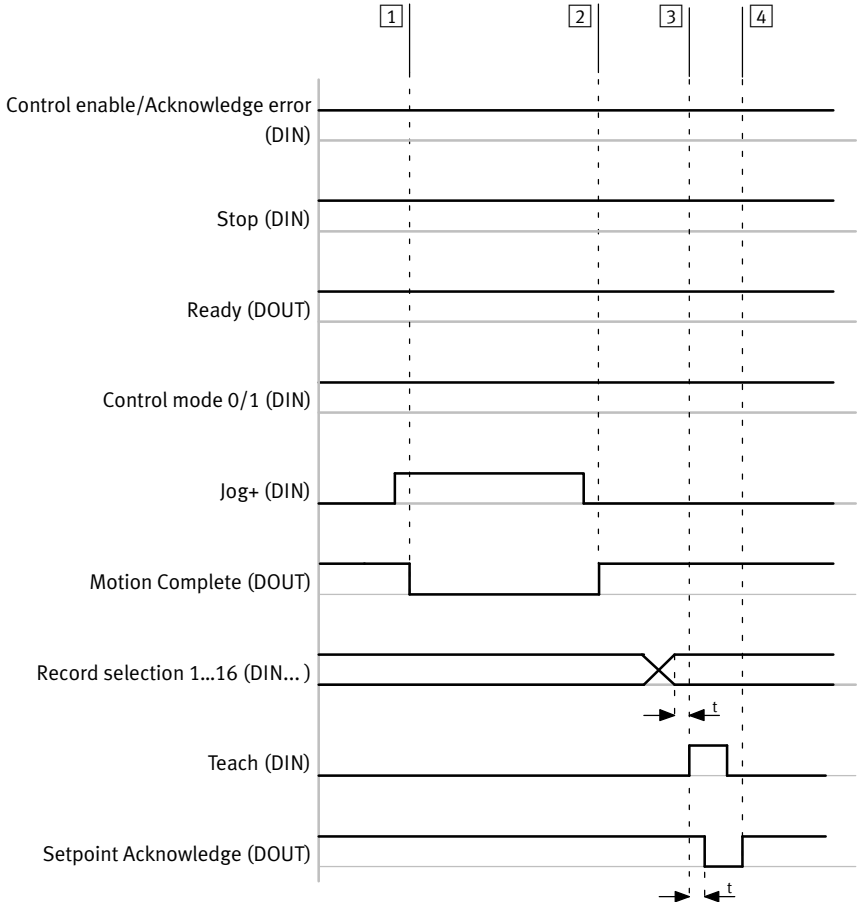 1 2 3 4
Control enable/Acknowledge error
(DIN)
Stop (DIN)
Ready (DOUT)
Control mode 0/1 (DIN)
Jog+ (DIN)
Motion Complete (DOUT)
Record selection 1...16 (DIN... )
t
Teach (DIN)
Setpoint Acknowledge (DOUT)
t